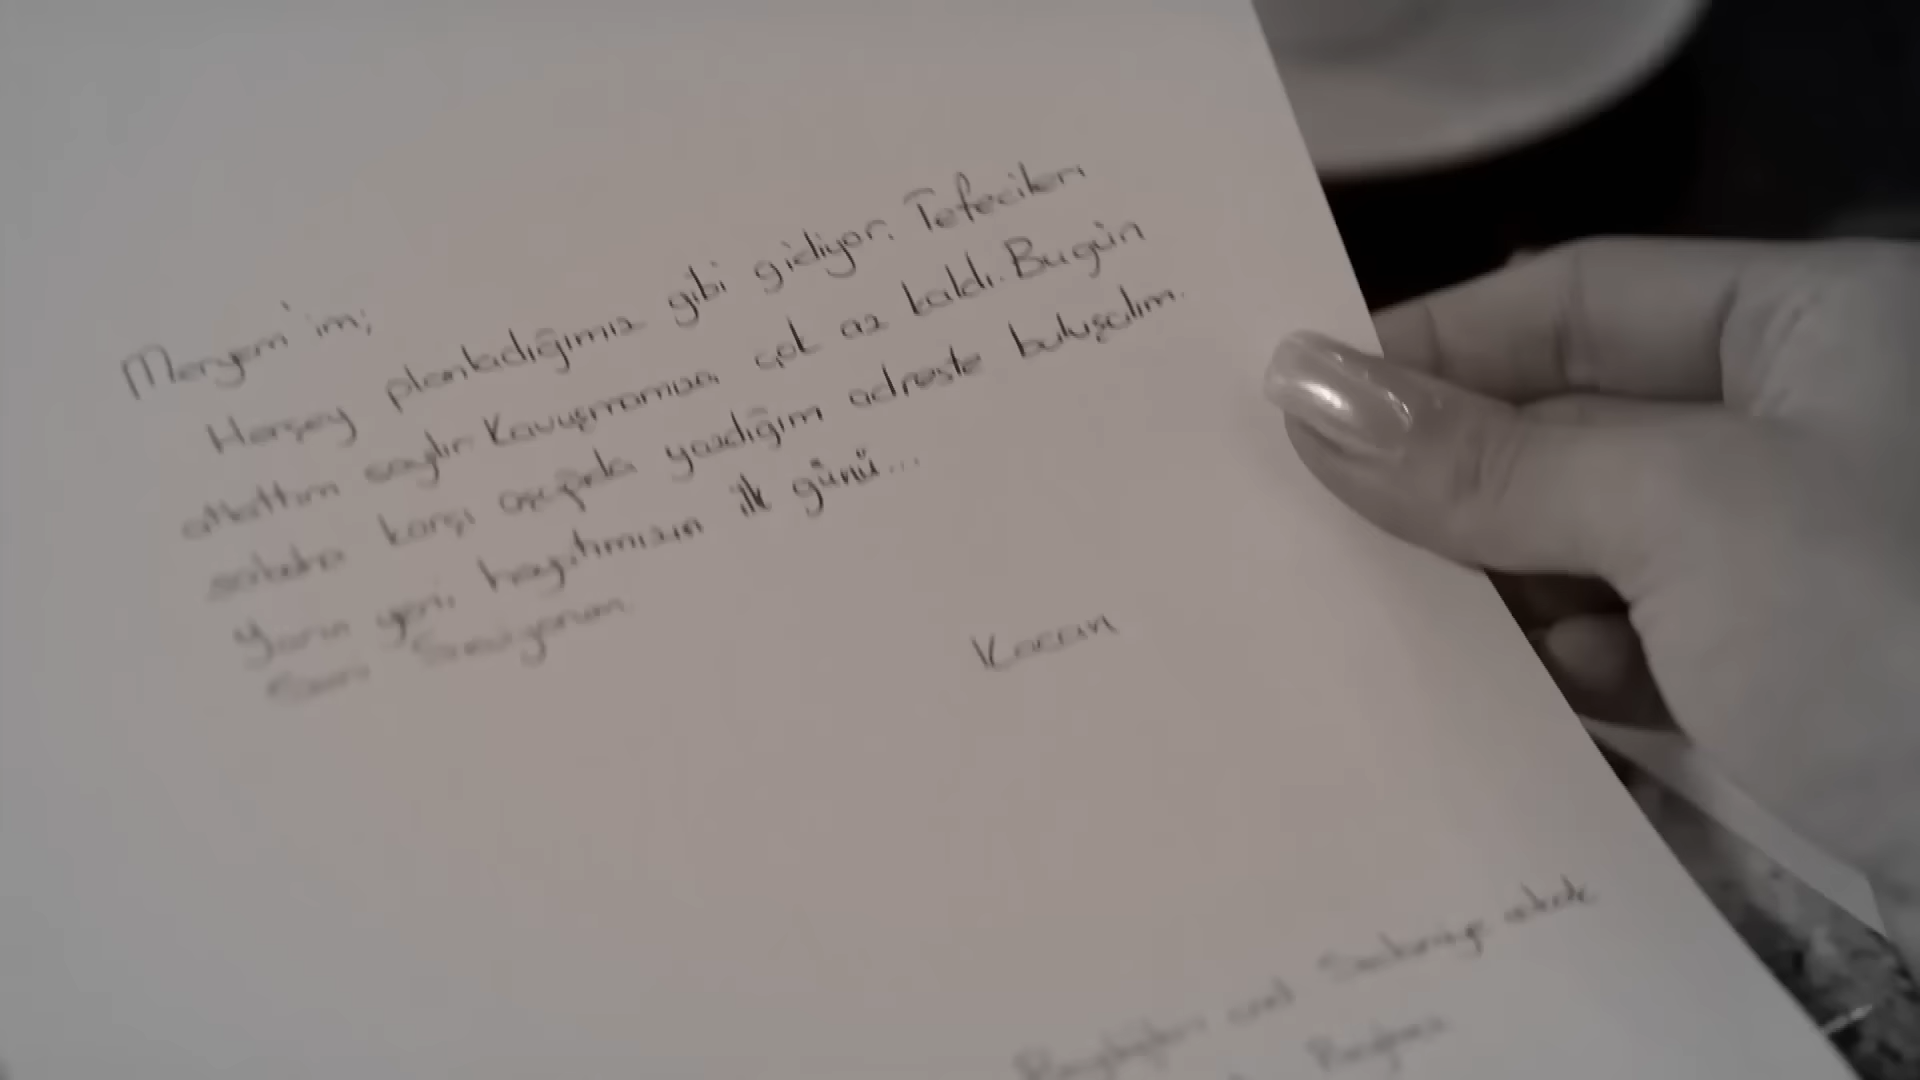 Meryem'im;
Herşey planladığımız gibi gidiyor. Tefecileri
atlattım sayılır. Kavuşmamıza çok az kaldı. Bugün
sabaha karşı aşağıda yazdığım adreste buluşalım.
Yarın yeni hayatımızın ilk günü...
Seni Seviyorum
Kocan